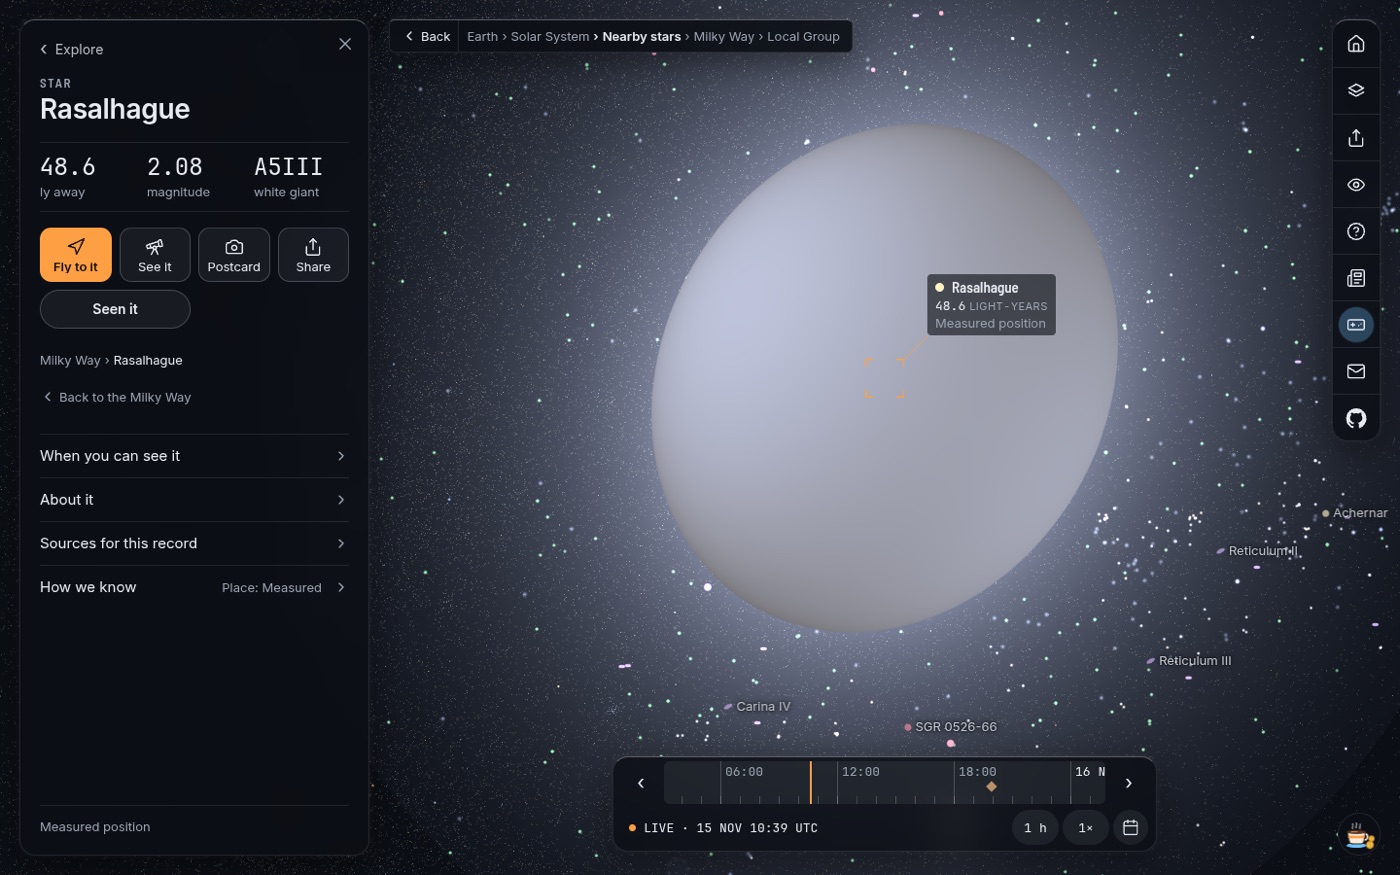 Explore
STAR
Rasalhague
48.6 2.08 A5III
ly away magnitude white giant
Fly to it See it Postcard Share
Seen it
Milky Way › Rasalhague
Back to the Milky Way
When you can see it
About it
Sources for this record
How we know Place: Measured
Measured position
Back Earth › Solar System › Nearby stars › Milky Way › Local Group
Rasalhague
48.6 LIGHT-YEARS
Measured position
Achernar
Reticulum II
Reticulum III
Carina IV
SGR 0526-66
06:00 12:00 18:00 16 N
LIVE · 15 NOV 10:39 UTC 1 h 1×